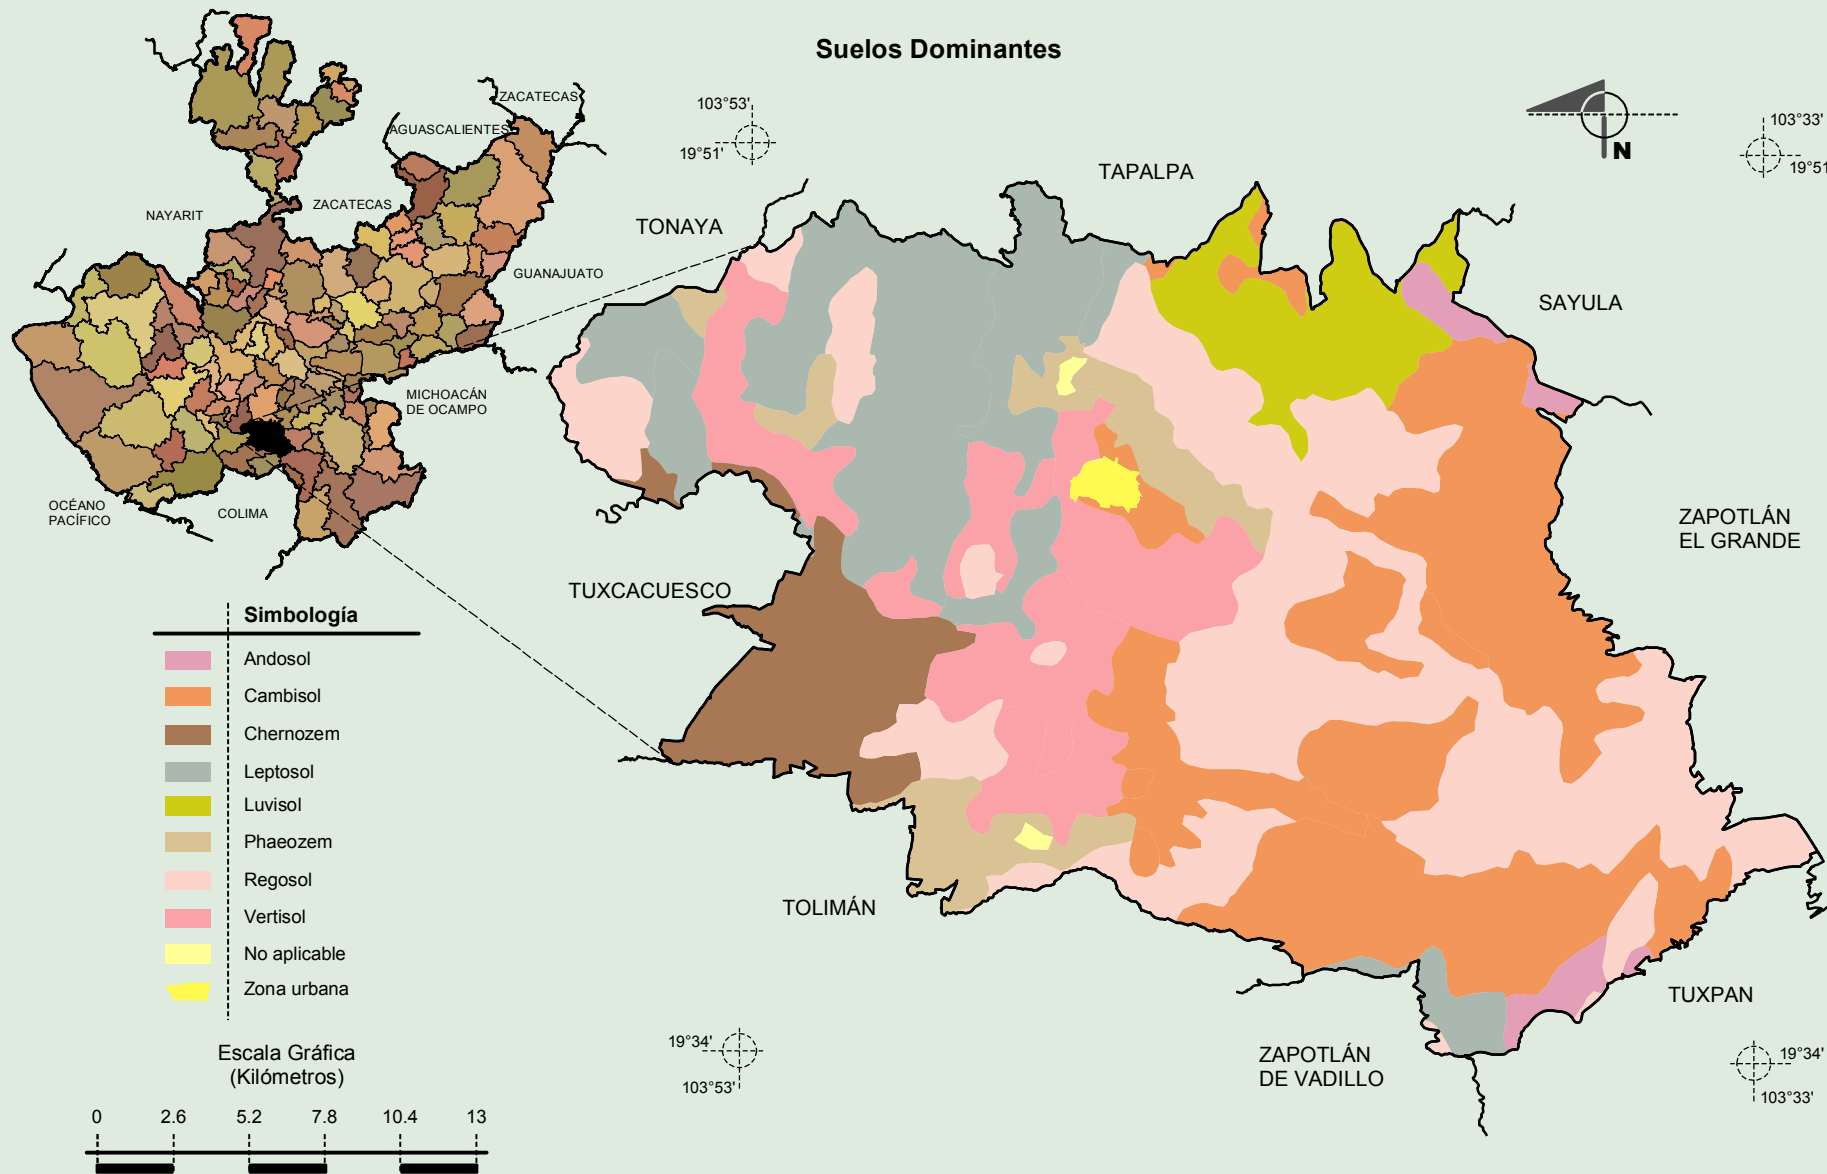 Suelos Dominantes
ZACATECAS
AGUASCALIENTES
NAYARIT
ZACATECAS
GUANAJUATO
MICHOACÁN
DE OCAMPO
OCÉANO
PACÍFICO
COLIMA
103°53'
19°51'
103°33'
19°51
N
TAPALPA
TONAYA
SAYULA
ZAPOTLÁN
EL GRANDE
TUXCACUESCO
TOLIMÁN
TUXPAN
ZAPOTLÁN
DE VADILLO
19°34'
103°53'
19°34'
103°33'
Simbología
Andosol
Cambisol
Chernozem
Leptosol
Luvisol
Phaeozem
Regosol
Vertisol
No aplicable
Zona urbana
Escala Gráfica
(Kilómetros)
0 2.6 5.2 7.8 10.4 13